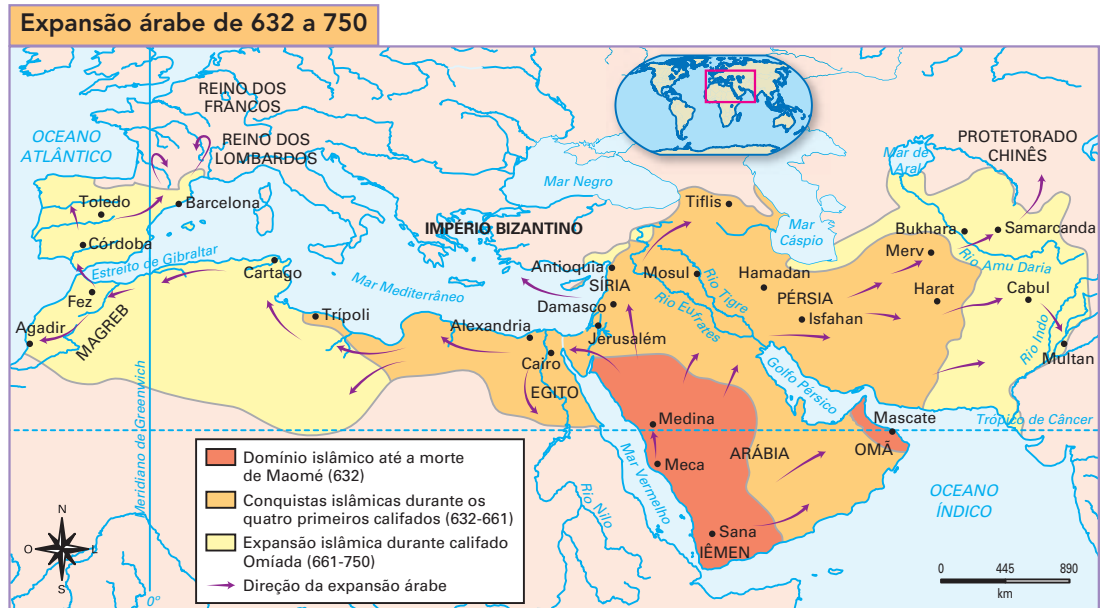 Expansão árabe de 632 a 750
REINO DOS
FRANCOS
OCEANO
ATLÂNTICO
REINO DOS
LOMBARDOS
PROTETORADO
CHINÊS
Mar de
Aral
Mar Negro
Toledo
Barcelona
Tiflis
IMPÉRIO BIZANTINO
Mar
Cáspio
Bukhara
Samarcanda
Córdoba
Estreito de Gibraltar
Cartago
Merv
Rio Amu Daria
Antioquia
SÍRIA
Mosul
Rio Tigre
Hamadan
Mar Mediterrâneo
Fez
MAGREB
PÉRSIA
Harat
Cabul
Damasco
Rio Eufrates
Isfahan
Trípoli
Alexandria
Agadir
Jerusalém
Rio Indo
Multan
Cairo
EGITO
Golfo Pérsico
Meridiano de Greenwich
Medina
Mascate
Trópico de Câncer
ARÁBIA
OMÃ
Meca
Mar Vermelho
Rio Nilo
OCEANO
ÍNDICO
Sana
IÊMEN
Domínio islâmico até a morte
de Maomé (632)
Conquistas islâmicas durante os
quatro primeiros califados (632-661)
Expansão islâmica durante califado
Omíada (661-750)
Direção da expansão árabe
N
O
L
S
0º
0
445
890
km